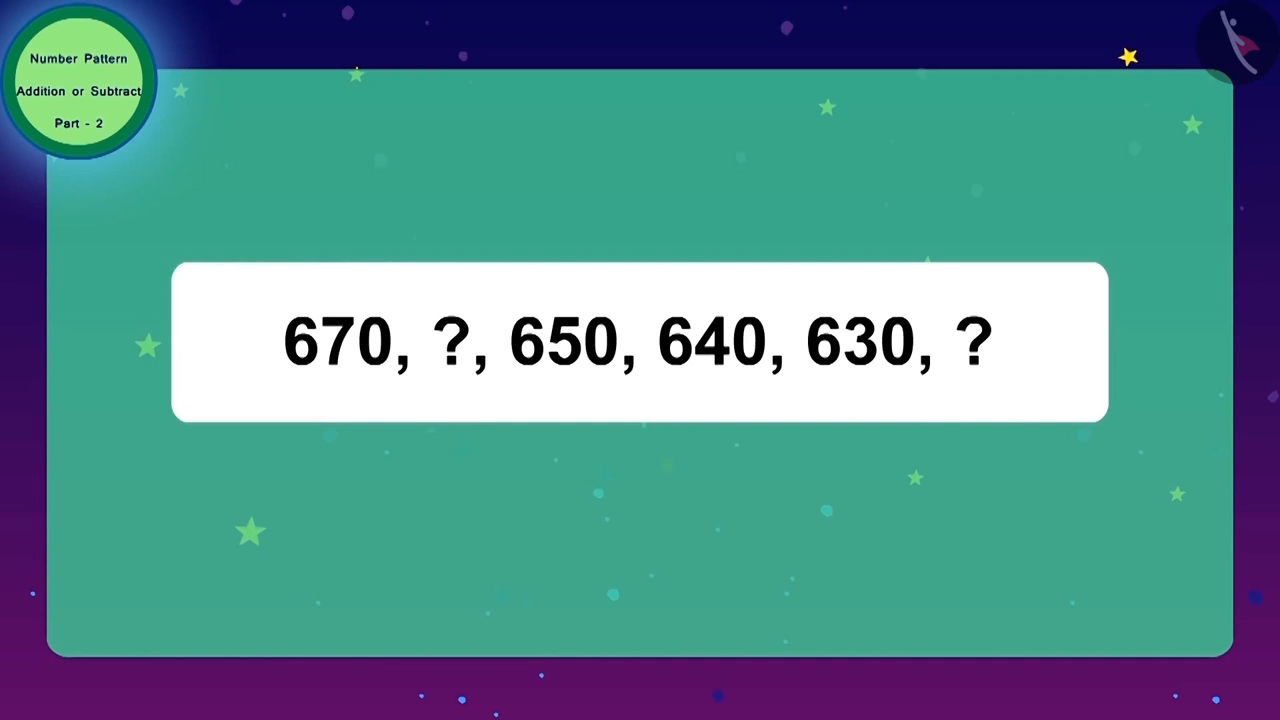 Number Pattern
Addition or Subtract
Part - 2
670, ?, 650, 640, 630, ?